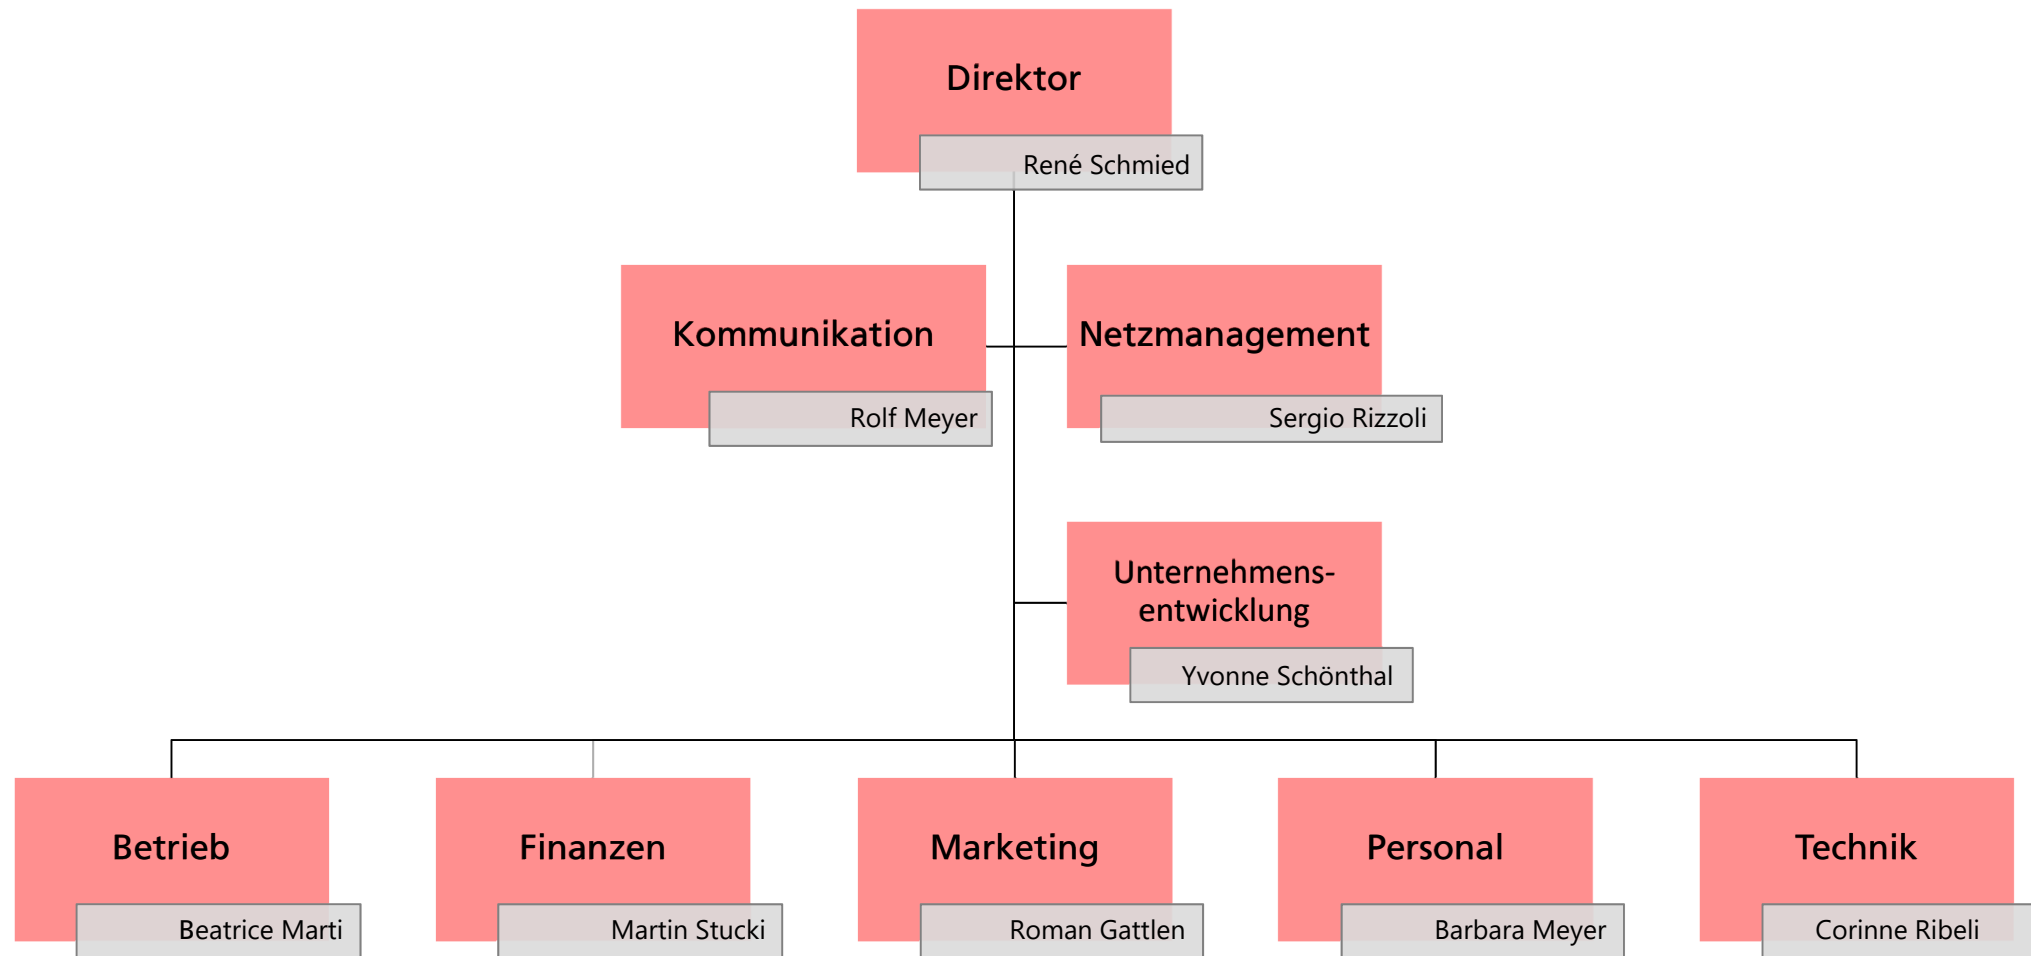 Direktor
René Schmied
Kommunikation
Rolf Meyer
Netzmanagement
Sergio Rizzoli
Unternehmens-
entwicklung
Yvonne Schönthal
Betrieb
Beatrice Marti
Finanzen
Martin Stucki
Marketing
Roman Gattlen
Personal
Barbara Meyer
Technik
Corinne Ribeli